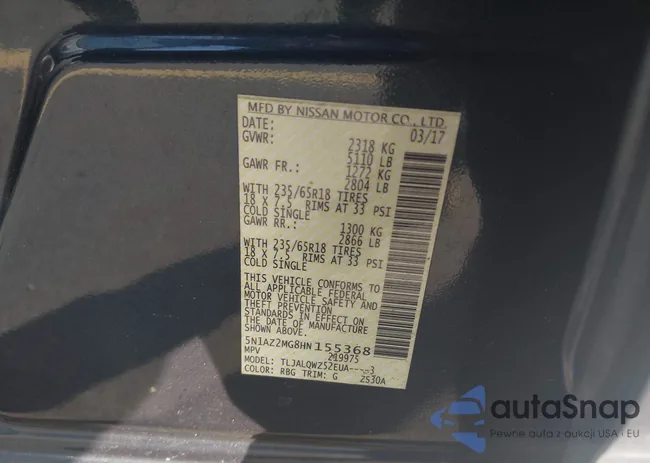 MFD BY NISSAN MOTOR CO., LTD.
DATE: 03/17
GVWR: 2318 KG
5110 LB
GAWR FR.: 1272 KG
2804 LB
WITH 235/65R18 TIRES
18 X 7.5 RIMS AT 33 PSI
COLD SINGLE
GAWR RR.: 1300 KG
2866 LB
WITH 235/65R18 TIRES
18 X 7.5 RIMS AT 33 PSI
COLD SINGLE
THIS VEHICLE CONFORMS TO
ALL APPLICABLE FEDERAL
MOTOR VEHICLE SAFETY AND
THEFT PREVENTION
STANDARDS IN EFFECT ON
THE DATE OF MANUFACTURE
SHOWN ABOVE.
5N1AZ2MG8HN155368
MPV 219975
MODEL: TLJALQWZS2EUA-
COLOR: RBG TRIM: G ZS30A
autaSnap
Pewne auta z aukcji USA i EU